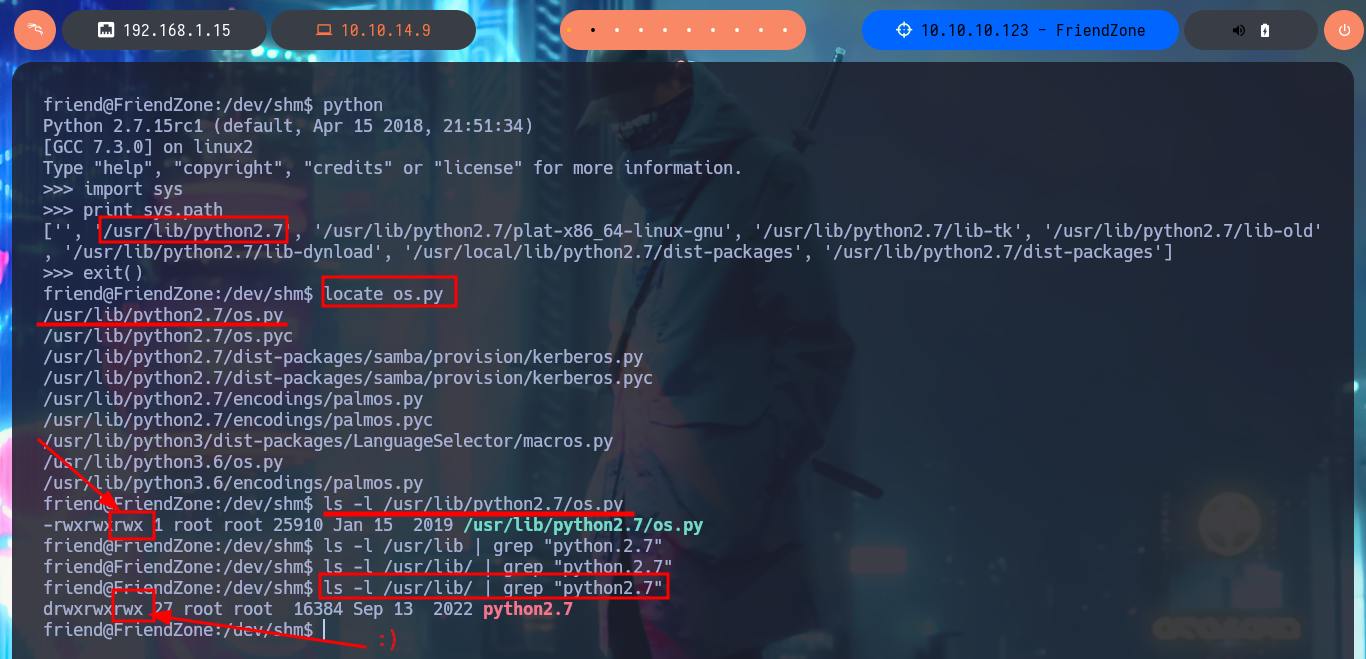 192.168.1.15 10.10.14.9 10.10.10.123 - FriendZone
friend@FriendZone:/dev/shm$ python
Python 2.7.15rc1 (default, Apr 15 2018, 21:51:34)
[GCC 7.3.0] on linux2
Type "help", "copyright", "credits" or "license" for more information.
>>> import sys
>>> print sys.path
['', '/usr/lib/python2.7', '/usr/lib/python2.7/plat-x86_64-linux-gnu', '/usr/lib/python2.7/lib-tk', '/usr/lib/python2.7/lib-old'
, '/usr/lib/python2.7/lib-dynload', '/usr/local/lib/python2.7/dist-packages', '/usr/lib/python2.7/dist-packages']
>>> exit()
friend@FriendZone:/dev/shm$ locate os.py
/usr/lib/python2.7/os.py
/usr/lib/python2.7/os.pyc
/usr/lib/python2.7/dist-packages/samba/provision/kerberos.py
/usr/lib/python2.7/dist-packages/samba/provision/kerberos.pyc
/usr/lib/python2.7/encodings/palmos.py
/usr/lib/python2.7/encodings/palmos.pyc
/usr/lib/python3/dist-packages/LanguageSelector/macros.py
/usr/lib/python3.6/os.py
/usr/lib/python3.6/encodings/palmos.py
friend@FriendZone:/dev/shm$ ls -l /usr/lib/python2.7/os.py
-rwxrwxrwx 1 root root 25910 Jan 15  2019 /usr/lib/python2.7/os.py
friend@FriendZone:/dev/shm$ ls -l /usr/lib | grep "python.2.7"
friend@FriendZone:/dev/shm$ ls -l /usr/lib/ | grep "python.2.7"
friend@FriendZone:/dev/shm$ ls -l /usr/lib/ | grep "python2.7"
drwxrwxrwx 27 root root  16384 Sep 13  2022 python2.7
friend@FriendZone:/dev/shm$
:)